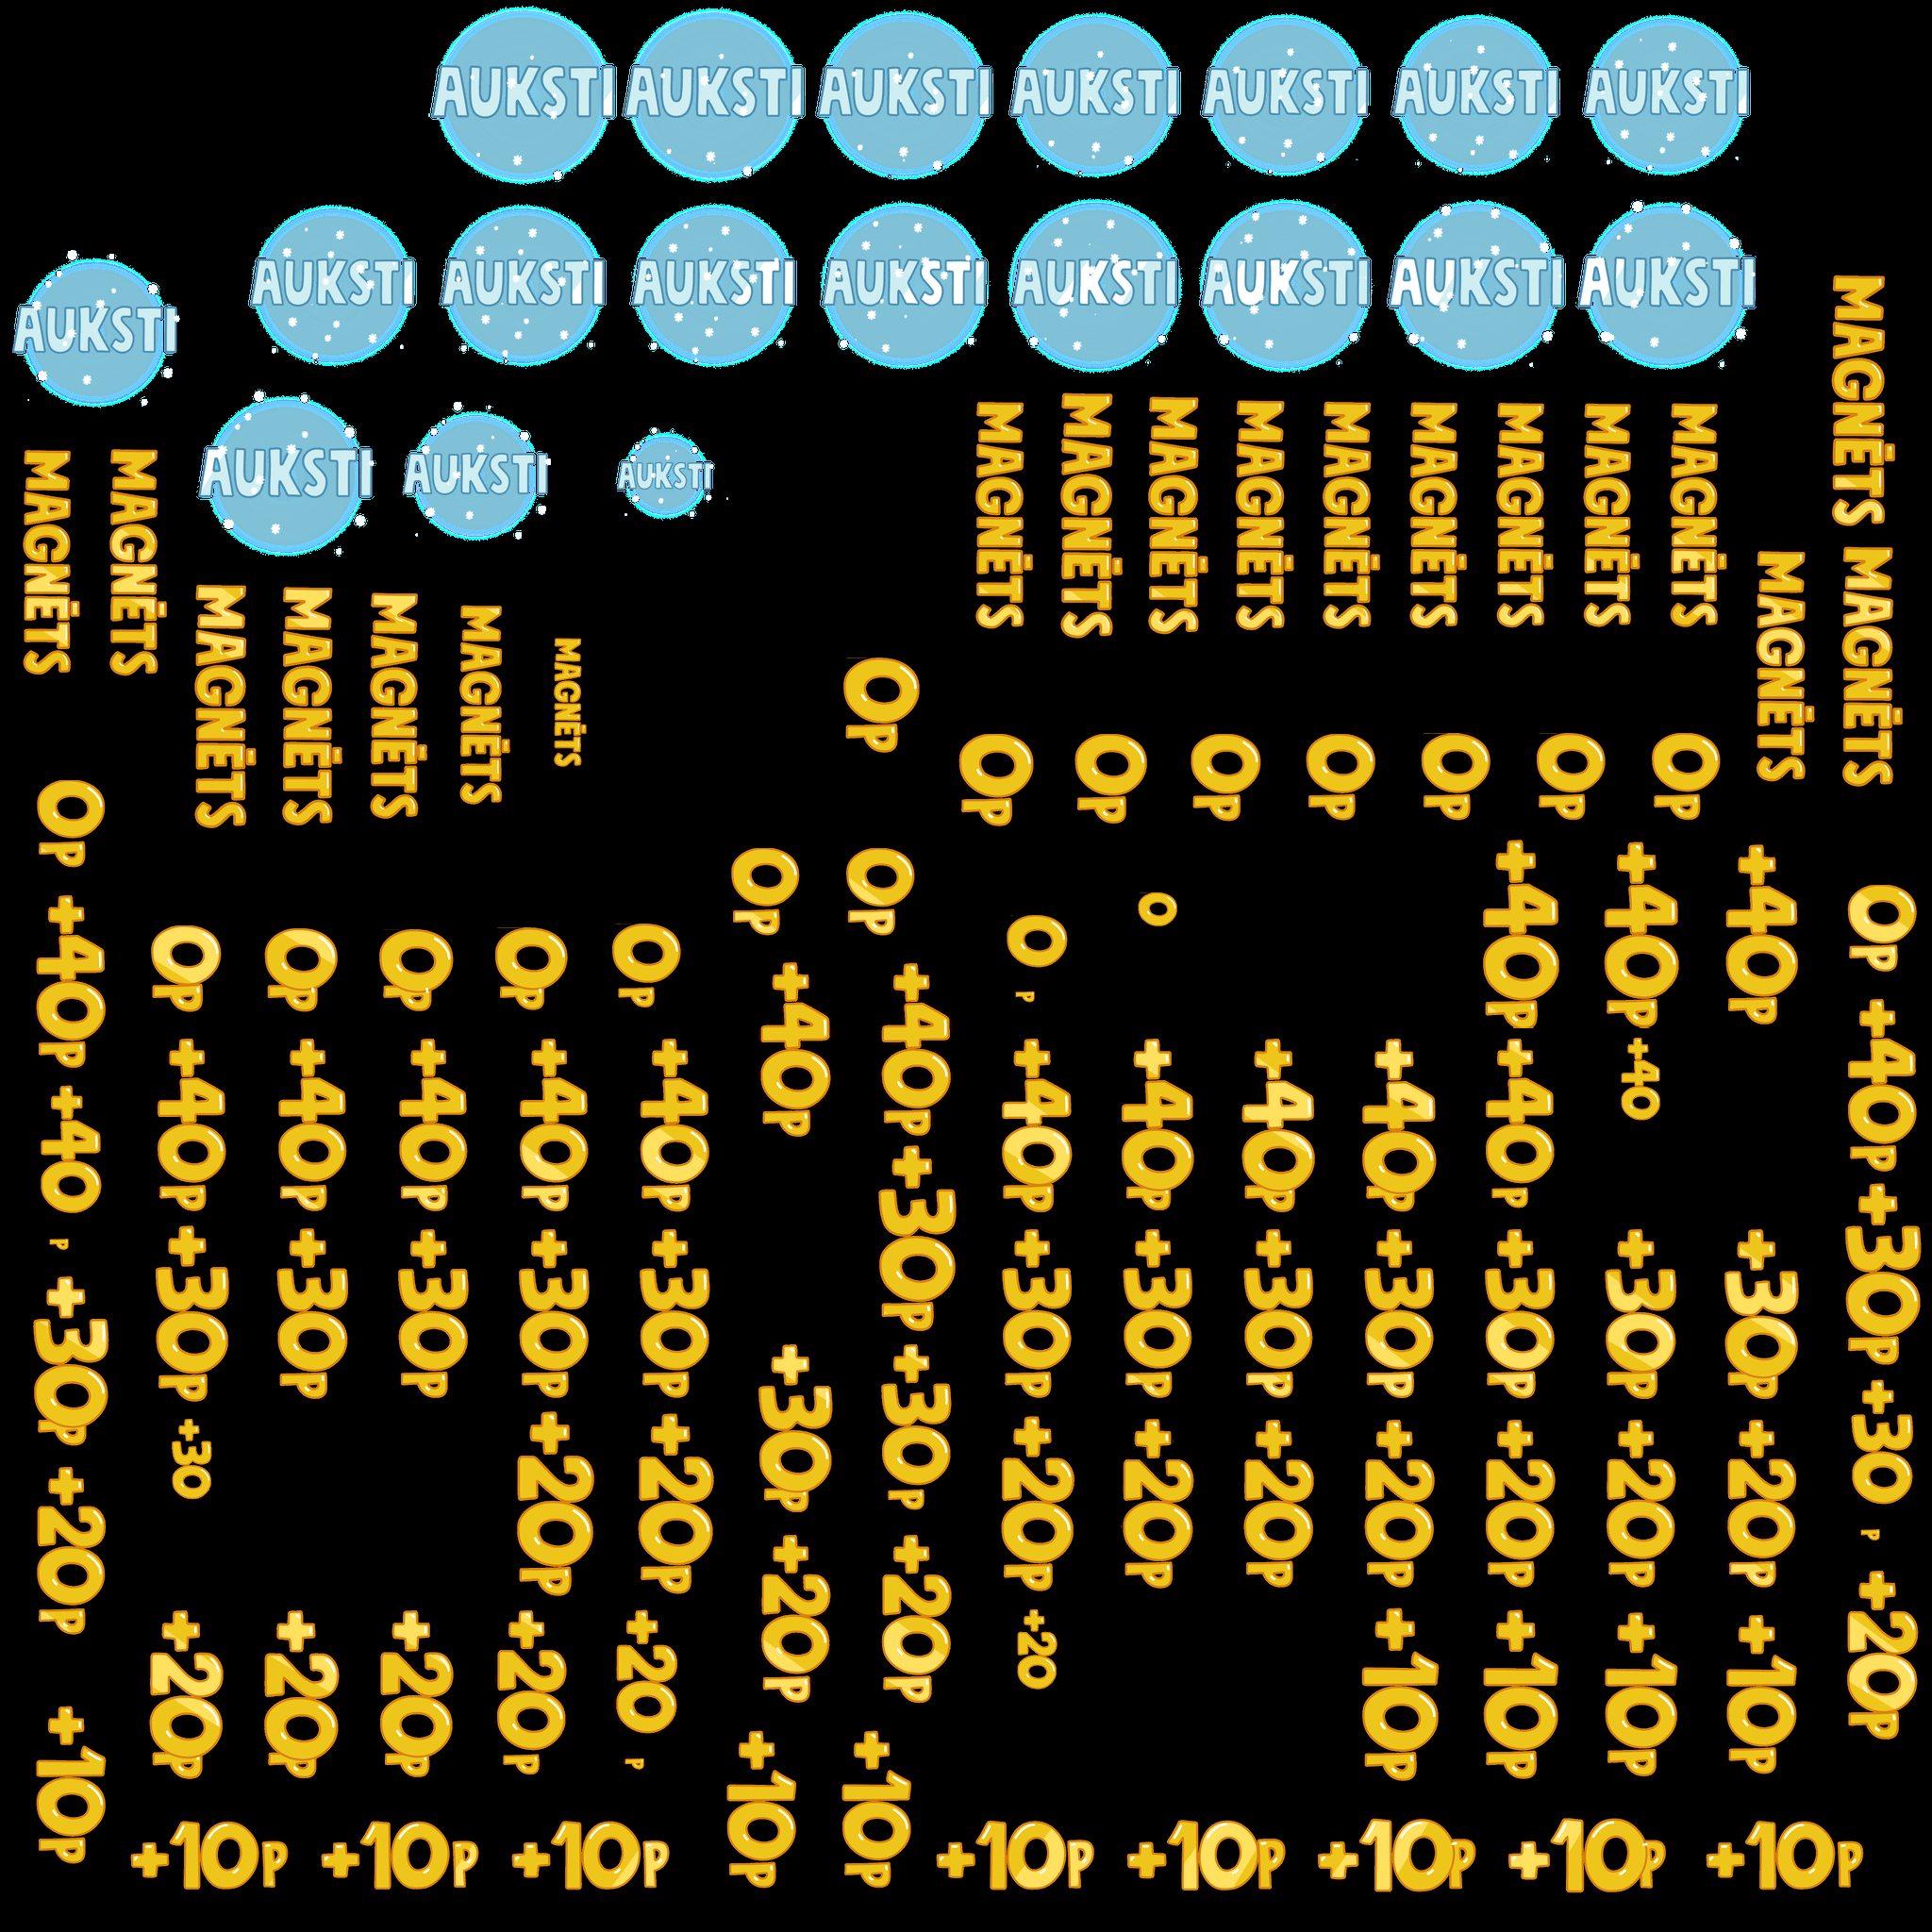 AUKSTI AUKSTI AUKSTI AUKSTI AUKSTI AUKSTI AUKSTI
AUKSTI AUKSTI AUKSTI AUKSTI AUKSTI AUKSTI AUKSTI AUKSTI AUKSTI
AUKSTI AUKSTI AUKSTI
MAGNĒTS
MAGNĒTS MAGNĒTS MAGNĒTS MAGNĒTS MAGNĒTS MAGNĒTS MAGNĒTS MAGNĒTS MAGNĒTS
MAGNĒTS MAGNĒTS
MAGNĒTS MAGNĒTS
MAGNĒTS MAGNĒTS MAGNĒTS MAGNĒTS MAGNĒTS
0P
0P 0P 0P 0P 0P 0P 0P
0P
0P 0P
+40P +40P +40P
0P
0 0P
0P 0P 0P 0P 0P
+40P
+40P +40P
+40P
+40P +40P +40P +40P +40P +40P +40P +40P +40P +40P +40
+40P
+30P
+30P
+30P +30P +30P +30P +30P +30P +30P +30P +30P +30P +30P +30P
+30P
+30P +30P
+30P
+30
+20P +20P +20P +20P +20P +20P +20P +20P +20P
+20P
+20P +20P
+20P
+20P +20P +20P +20P +20P +20
+10P +10P +10P +10P
+10P
+10P +10P
+10P +10P +10P +10P +10P +10P +10P +10P